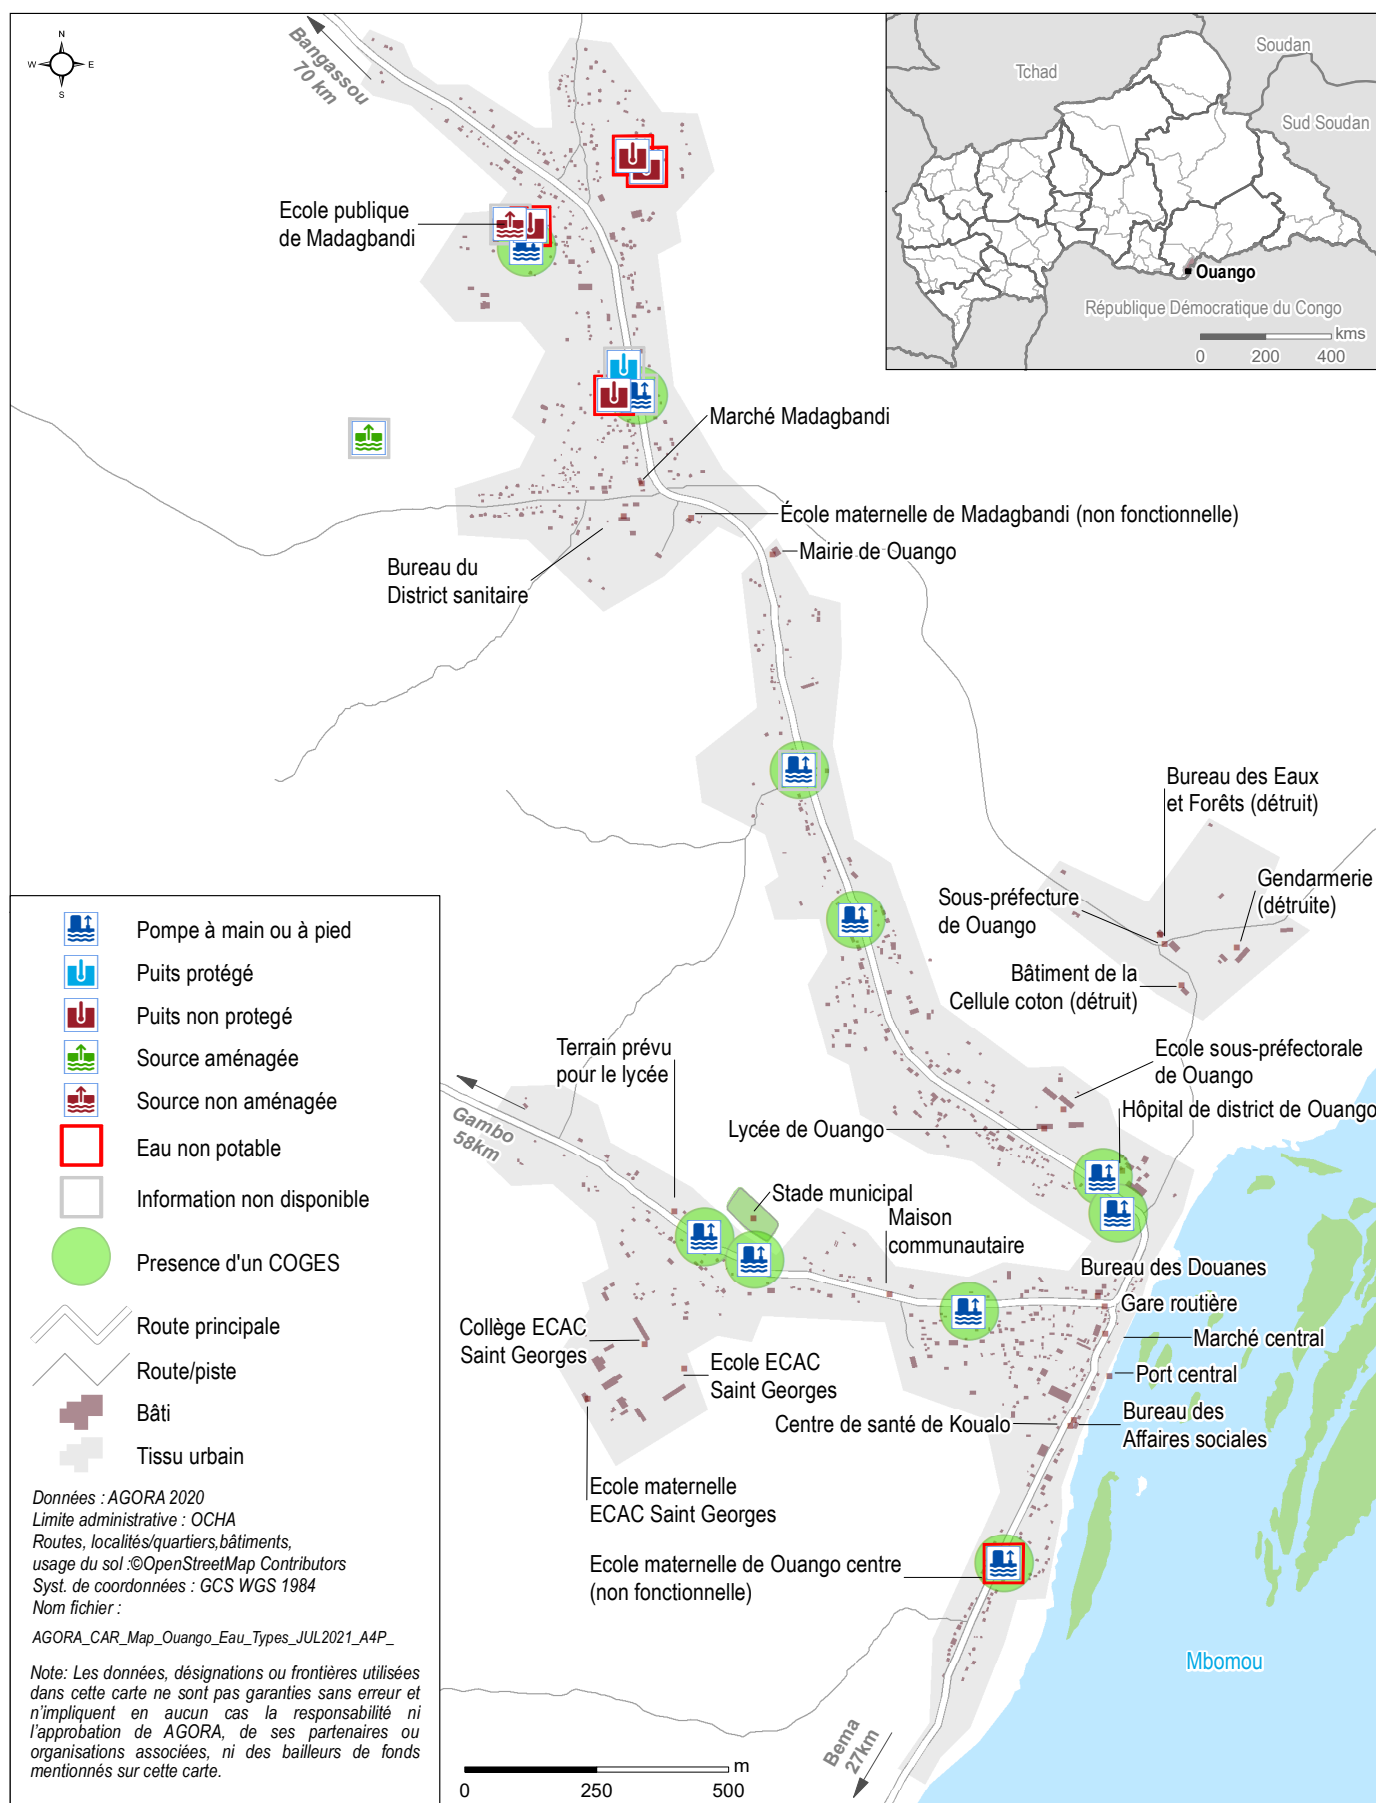 N
W
E
S
Bangassou
70 km
Tchad
Soudan
Sud Soudan
Ouango
République Démocratique du Congo
kms
0 200 400
Ecole publique
de Madagbandi
Marché Madagbandi
École maternelle de Madagbandi (non fonctionnelle)
Mairie de Ouango
Bureau du
District sanitaire
Bureau des Eaux
et Forêts (détruit)
Gendarmerie
(détruite)
Sous-préfecture
de Ouango
Bâtiment de la
Cellule coton (détruit)
Ecole sous-préfectorale
de Ouango
Hôpital de district de Ouango
Terrain prévu
pour le lycée
Gambo
58km
Lycée de Ouango
Stade municipal
Maison
communautaire
Bureau des Douanes
Gare routière
Marché central
Port central
Collège ECAC
Saint Georges
Ecole ECAC
Saint Georges
Centre de santé de Koualo
Bureau des
Affaires sociales
Ecole maternelle
ECAC Saint Georges
Ecole maternelle de Ouango centre
(non fonctionnelle)
Mbomou
Bema
27km
m
0 250 500
Pompe à main ou à pied
Puits protégé
Puits non protegé
Source aménagée
Source non aménagée
Eau non potable
Information non disponible
Presence d'un COGES
Route principale
Route/piste
Bâti
Tissu urbain
Données : AGORA 2020
Limite administrative : OCHA
Routes, localités/quartiers,bâtiments,
usage du sol :©OpenStreetMap Contributors
Syst. de coordonnées : GCS WGS 1984
Nom fichier :
AGORA_CAR_Map_Ouango_Eau_Types_JUL2021_A4P_
Note: Les données, désignations ou frontières utilisées
dans cette carte ne sont pas garanties sans erreur et
n'impliquent en aucun cas la responsabilité ni
l'approbation de AGORA, de ses partenaires ou
organisations associées, ni des bailleurs de fonds
mentionnés sur cette carte.